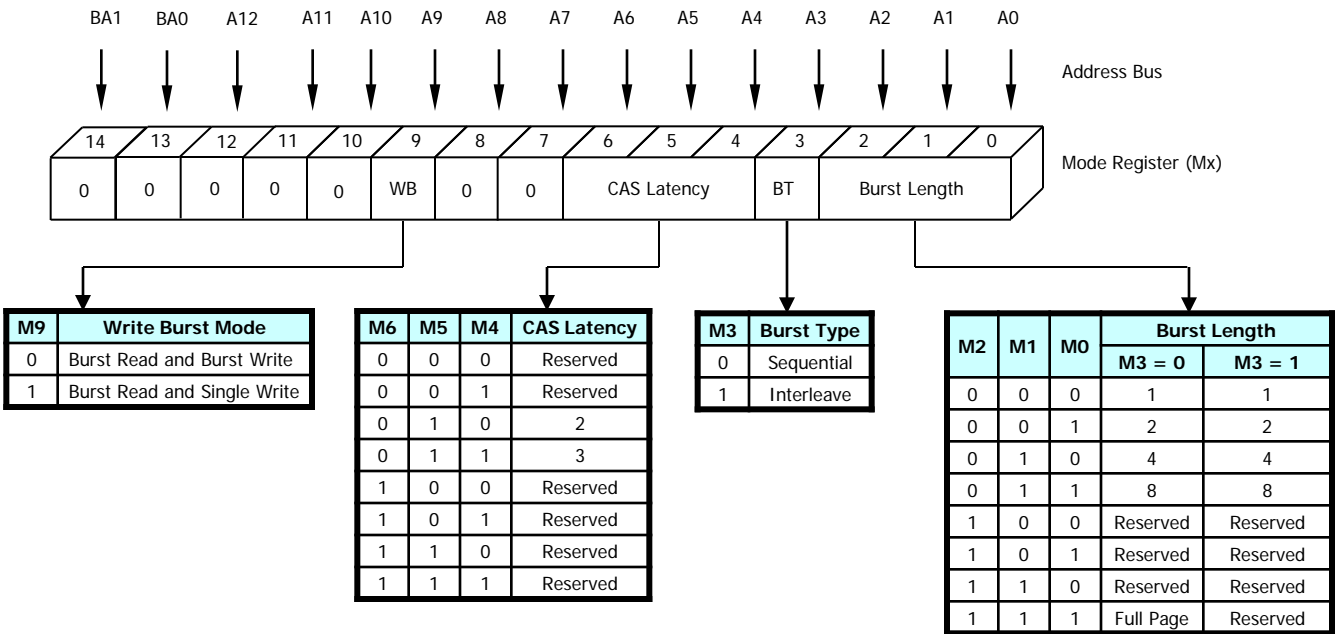 BA1 BA0 A12 A11 A10 A9 A8 A7 A6 A5 A4 A3 A2 A1 A0
Address Bus
14 13 12 11 10 9 8 7 6 5 4 3 2 1 0
Mode Register (Mx)
0 0 0 0 0 WB 0 0 CAS Latency BT Burst Length
M9 Write Burst Mode
0 Burst Read and Burst Write
1 Burst Read and Single Write
M6 M5 M4 CAS Latency
0 0 0 Reserved
0 0 1 Reserved
0 1 0 2
0 1 1 3
1 0 0 Reserved
1 0 1 Reserved
1 1 0 Reserved
1 1 1 Reserved
M3 Burst Type
0 Sequential
1 Interleave
M2 M1 M0 Burst Length
M3 = 0 M3 = 1
0 0 0 1 1
0 0 1 2 2
0 1 0 4 4
0 1 1 8 8
1 0 0 Reserved Reserved
1 0 1 Reserved Reserved
1 1 0 Reserved Reserved
1 1 1 Full Page Reserved